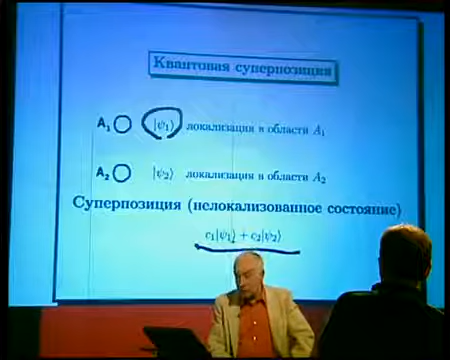 Квантовая суперпозиция
A₁ |ψ₁⟩ локализация в области A₁
A₂ |ψ₂⟩ локализация в области A₂
Суперпозиция (нелокализованное состояние)
c₁|ψ₁⟩ + c₂|ψ₂⟩